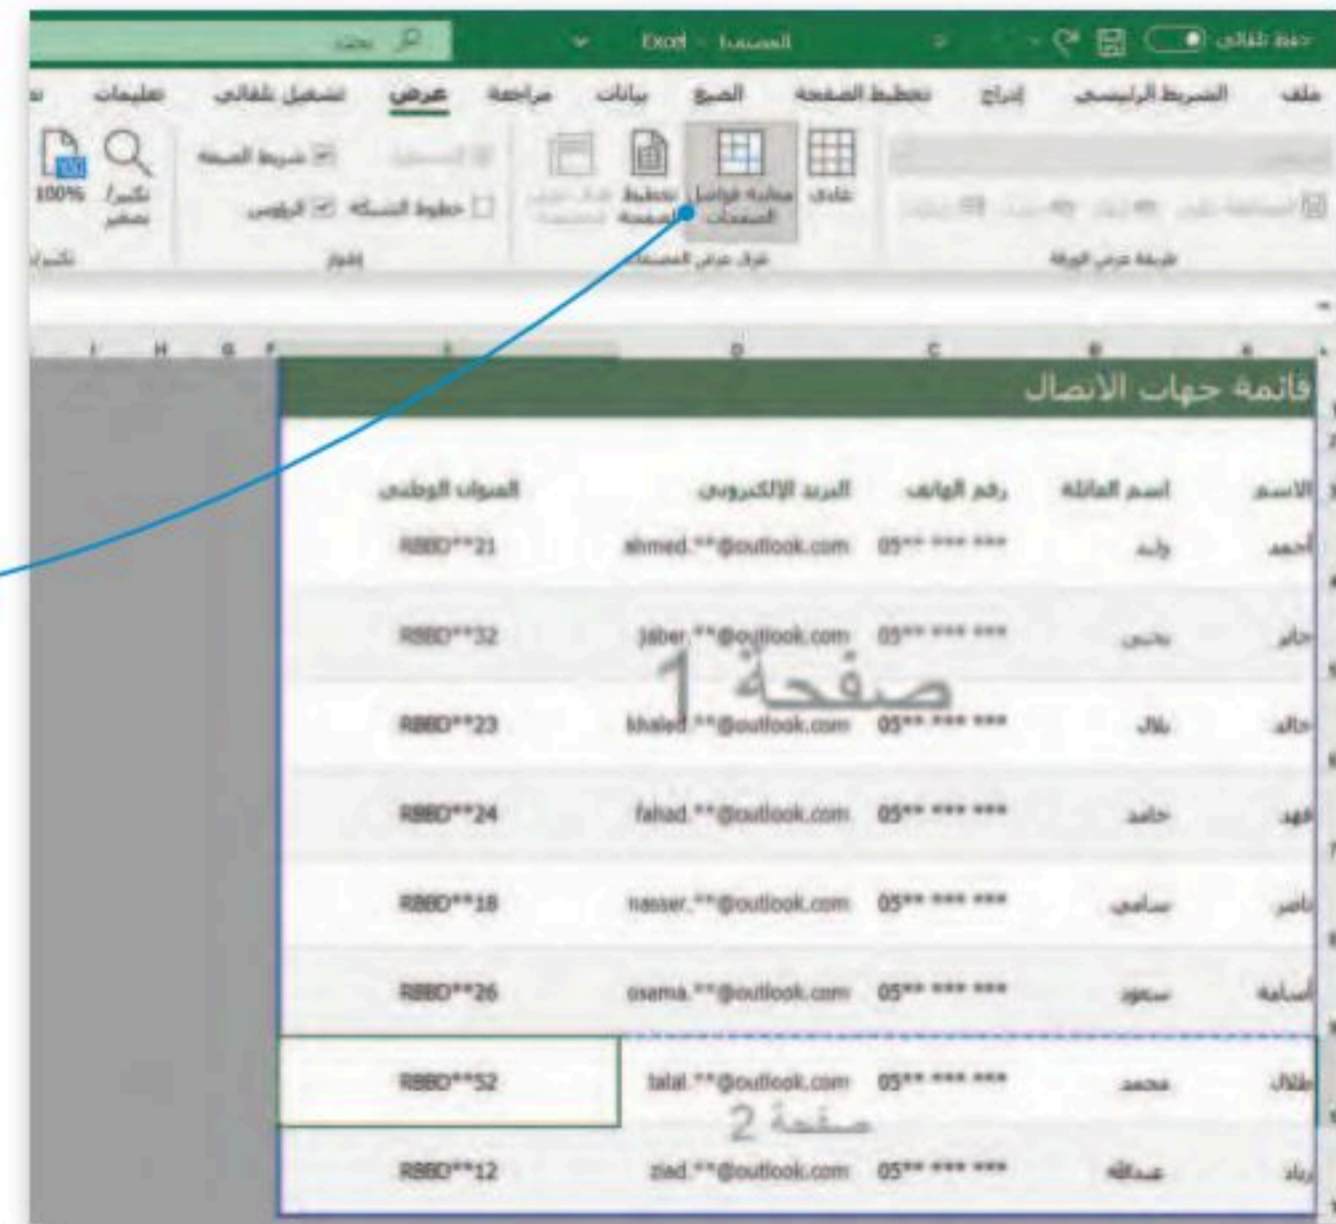 حفظ تلقائي المصنف1 - Excel بحث
ملف الشريط الرئيسي إدراج تخطيط الصفحة الصيغ بيانات مراجعة عرض تشغيل تلقائي تعليمات
عادي معاينة فواصل الصفحات تخطيط الصفحة
خطوط الشبكة الرؤوس شريط الصيغة
تكبير/تصغير 100%
طريقة عرض الورقة طرق عرض المصنفات إظهار
D C B
H G F
قائمة جهات الاتصال
الاسم اسم العائلة رقم الهاتف البريد الإلكتروني العنوان الوطني
أحمد وليد 05** *** *** ahmed.**@outlook.com RBBD**21
جابر يحيى 05** *** *** jaber.**@outlook.com RBBD**32
صفحة 1
خالد بلال 05** *** *** khaled.**@outlook.com RBBD**23
فهد حامد 05** *** *** fahad.**@outlook.com RBBD**24
ناصر سامي 05** *** *** nasser.**@outlook.com RBBD**18
أسامة سعود 05** *** *** osama.**@outlook.com RBBD**26
طلال محمد 05** *** *** talal.**@outlook.com RBBD**52
صفحة 2
زياد عبدالله 05** *** *** ziad.**@outlook.com RBBD**12